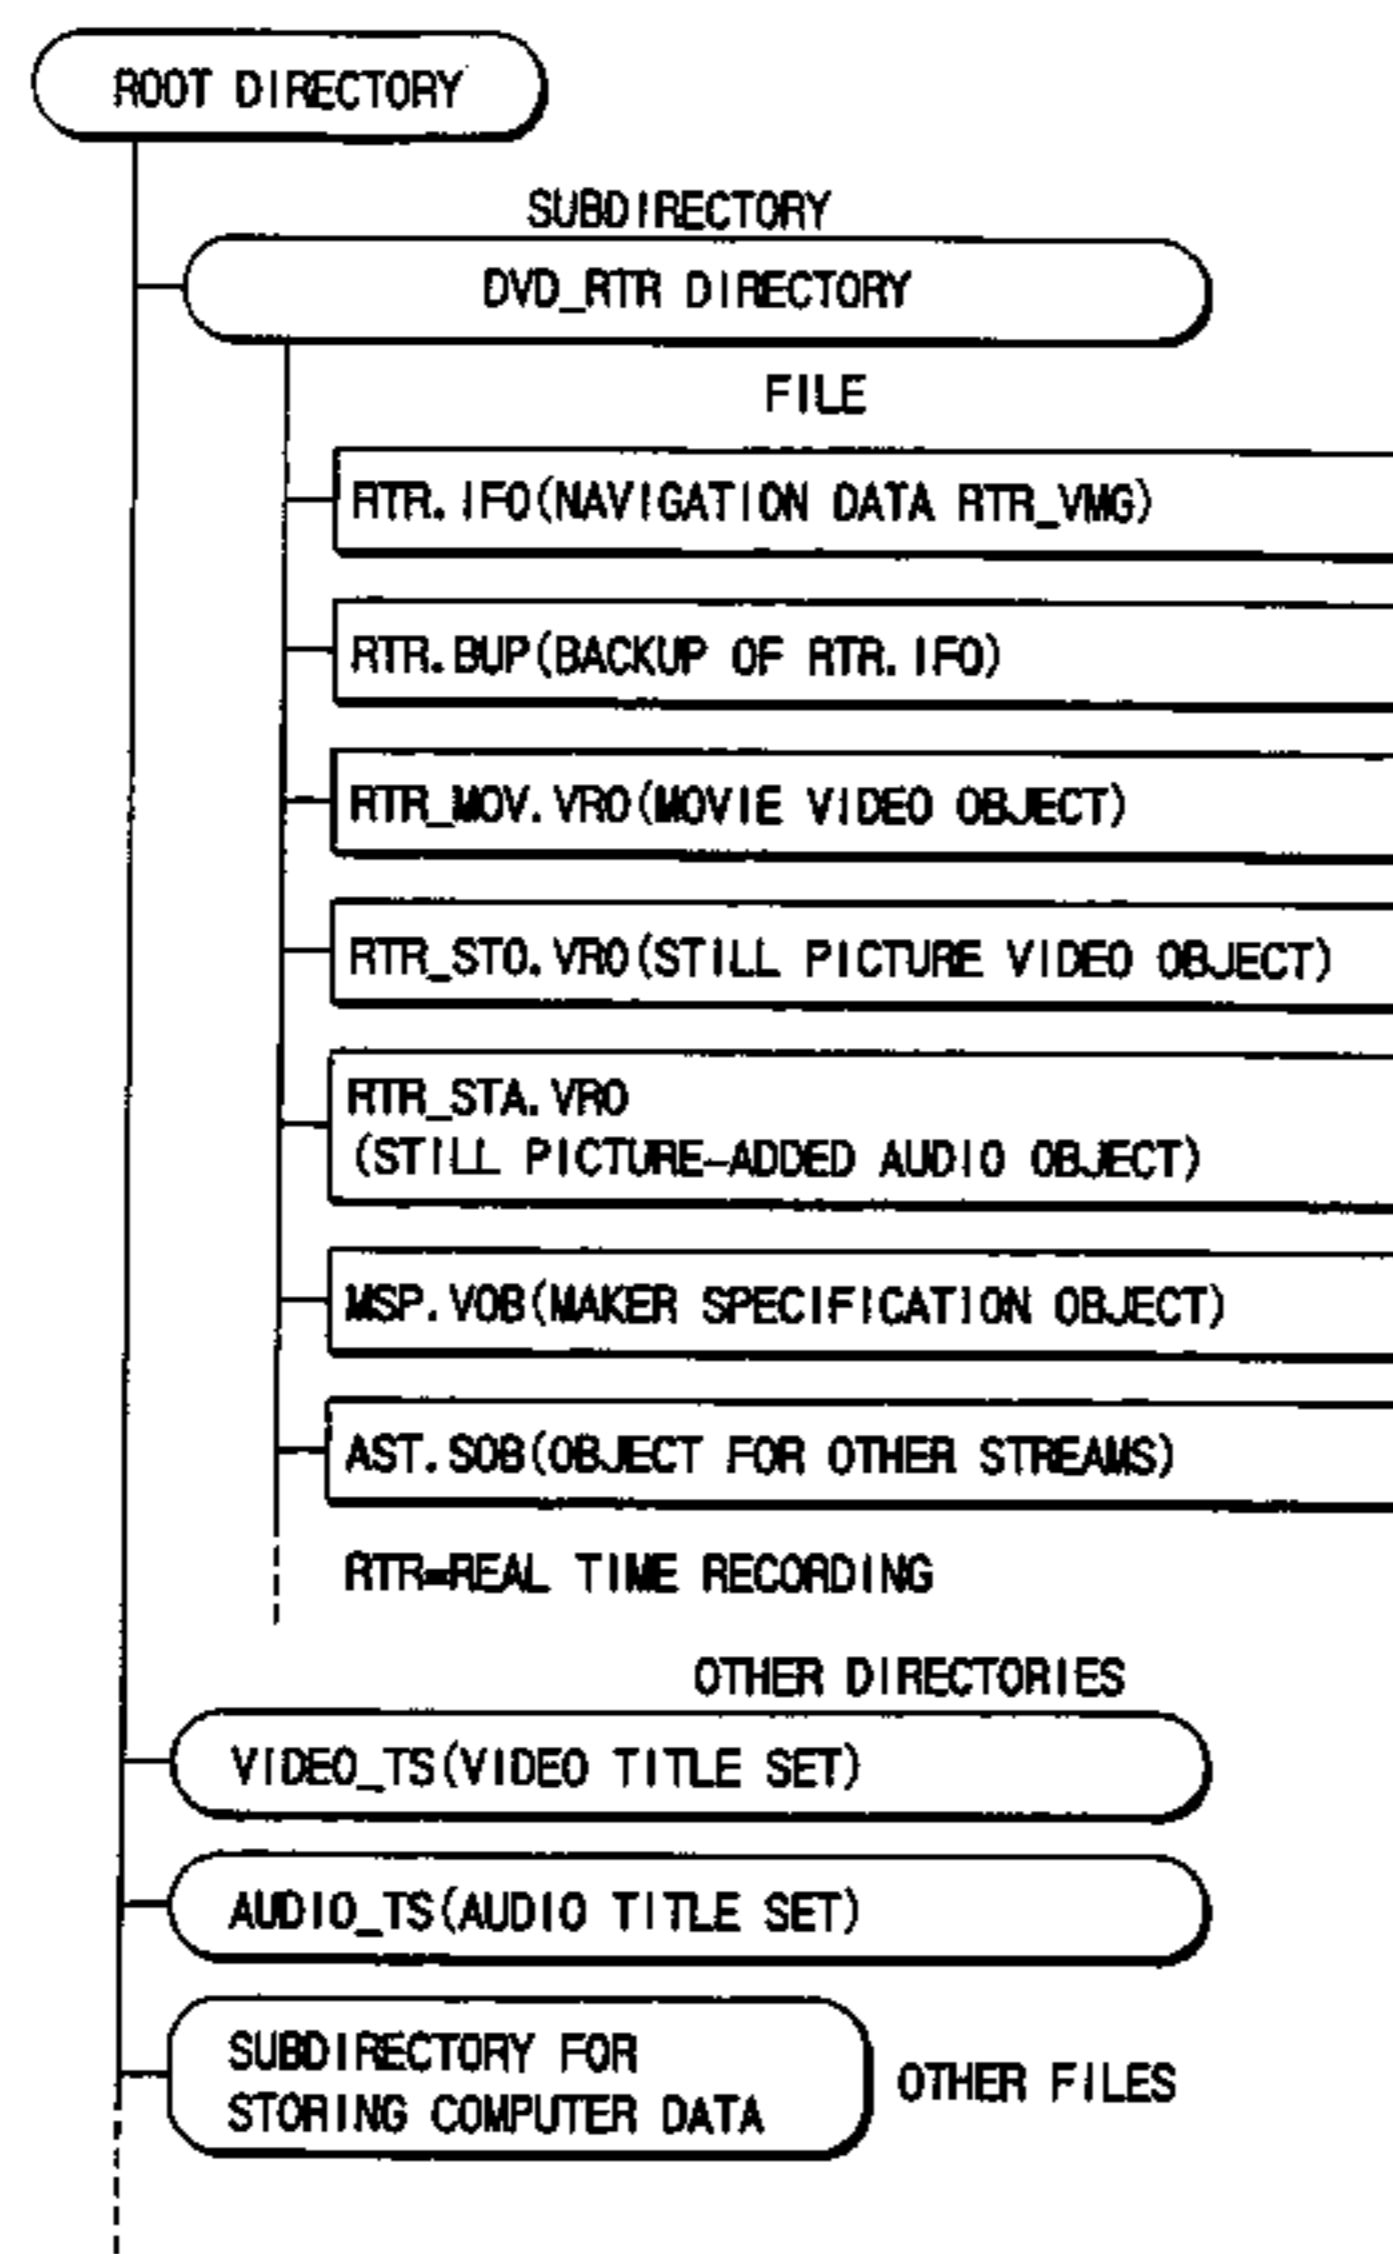 ROOT DIRECTORY
SUBDIRECTORY
DVD_RTR DIRECTORY
FILE
RTR.IFO(NAVIGATION DATA RTR_VMG)
RTR.BUP(BACKUP OF RTR.IFO)
RTR_MOV.VRO(MOVIE VIDEO OBJECT)
RTR_STO.VRO(STILL PICTURE VIDEO OBJECT)
RTR_STA.VRO
(STILL PICTURE-ADDED AUDIO OBJECT)
MSP.VOB(MAKER SPECIFICATION OBJECT)
AST.SOB(OBJECT FOR OTHER STREAMS)
RTR=REAL TIME RECORDING
OTHER DIRECTORIES
VIDEO_TS(VIDEO TITLE SET)
AUDIO_TS(AUDIO TITLE SET)
SUBDIRECTORY FOR
STORING COMPUTER DATA
OTHER FILES